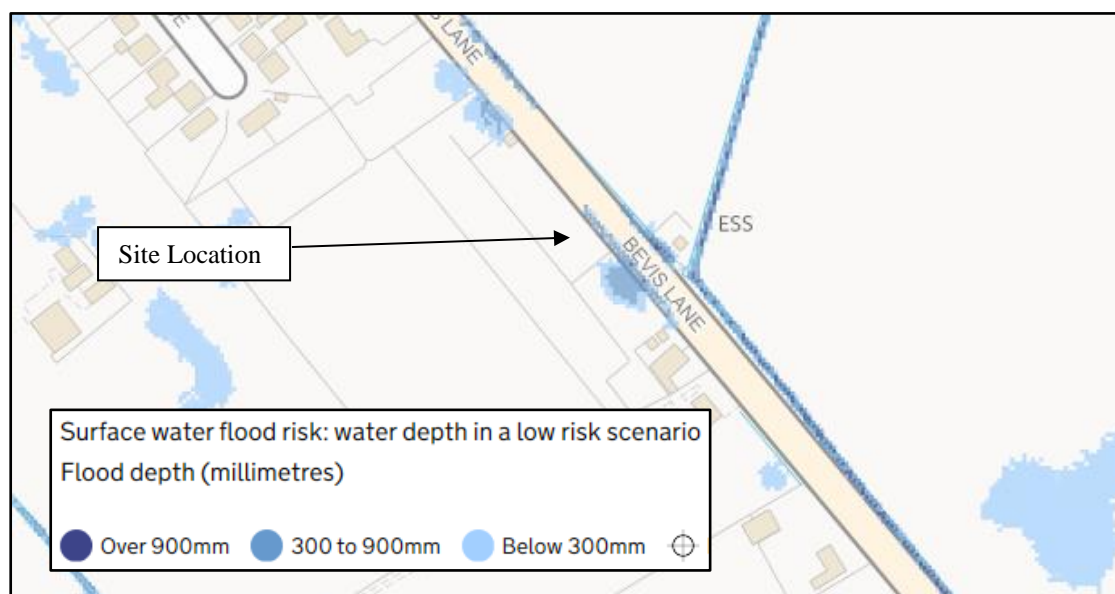 S LANE
E
ESS
Site Location
BEVIS LANE
Surface water flood risk: water depth in a low risk scenario
Flood depth (millimetres)
Over 900mm 300 to 900mm Below 300mm